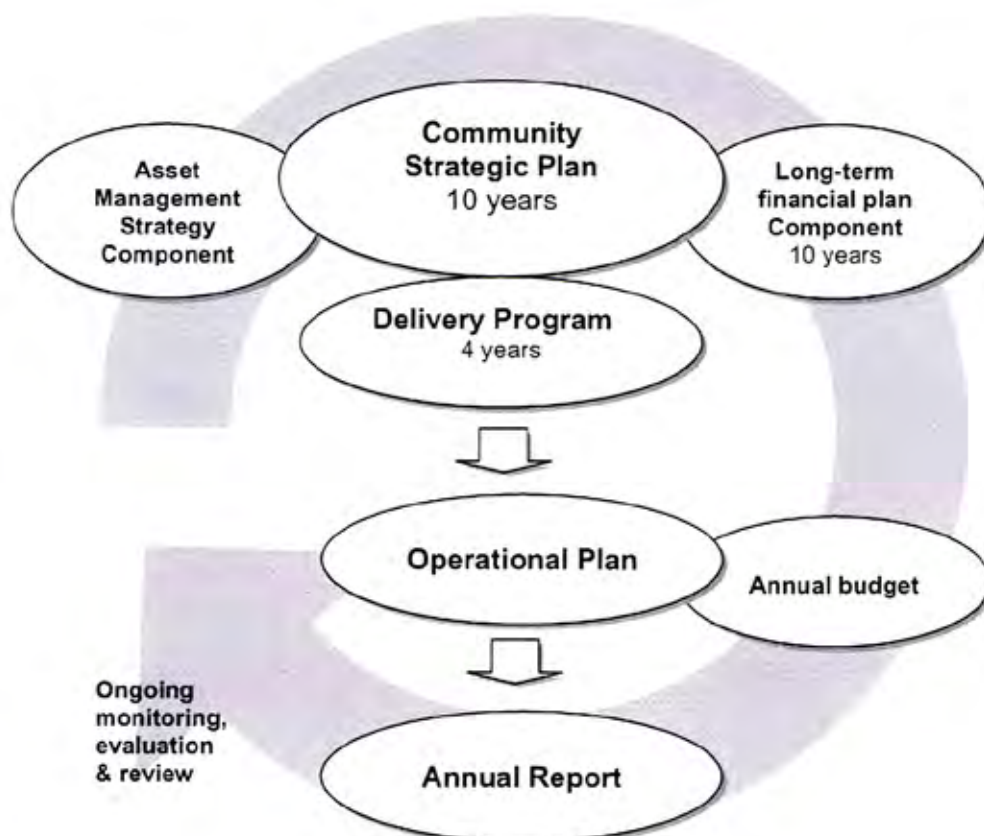 Community
Strategic Plan
10 years
Asset
Management
Strategy
Component
Long-term
financial plan
Component
10 years
Delivery Program
4 years
Operational Plan
Annual budget
Ongoing
monitoring,
evaluation
& review
Annual Report